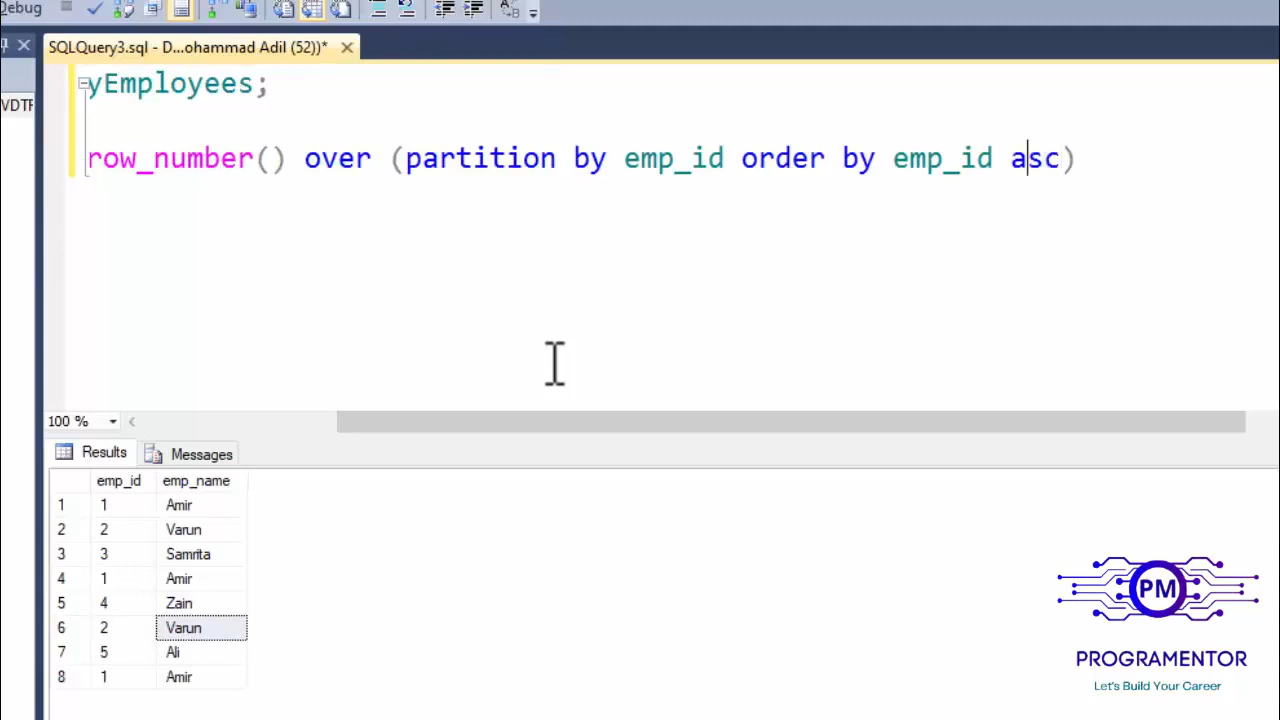 Debug
SQLQuery3.sql - D...ohammad Adil (52))*
yEmployees;
VDTF
row_number() over (partition by emp_id order by emp_id asc)
100 %
Results Messages
emp_id emp_name
1 1 Amir
2 2 Varun
3 3 Samrita
4 1 Amir
5 4 Zain
6 2 Varun
7 5 Ali
8 1 Amir
PM
PROGRAMENTOR
Let's Build Your Career